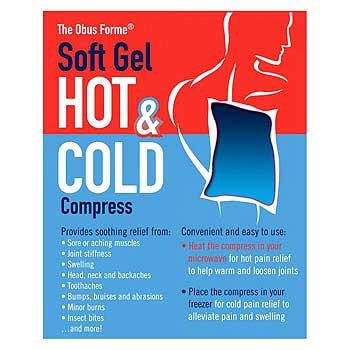 The Obus Forme®
Soft Gel
HOT
&
COLD
Compress
Provides soothing relief from:
• Sore or aching muscles
• Joint stiffness
• Swelling
• Head, neck and backaches
• Toothaches
• Bumps, bruises and abrasions
• Minor burns
• Insect bites
...and more!
Convenient and easy to use:
• Heat the compress in your
microwave for hot pain relief
to help warm and loosen joints
• Place the compress in your
freezer for cold pain relief to
alleviate pain and swelling